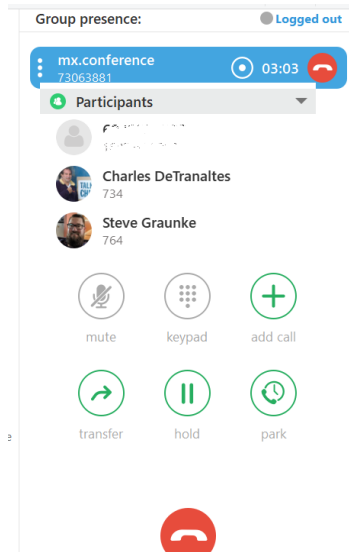 Group presence:
Logged out
mx.conference
73063881
03:03
Participants
Charles DeTranaltes
734
Steve Graunke
764
mute
keypad
add call
transfer
hold
park
e